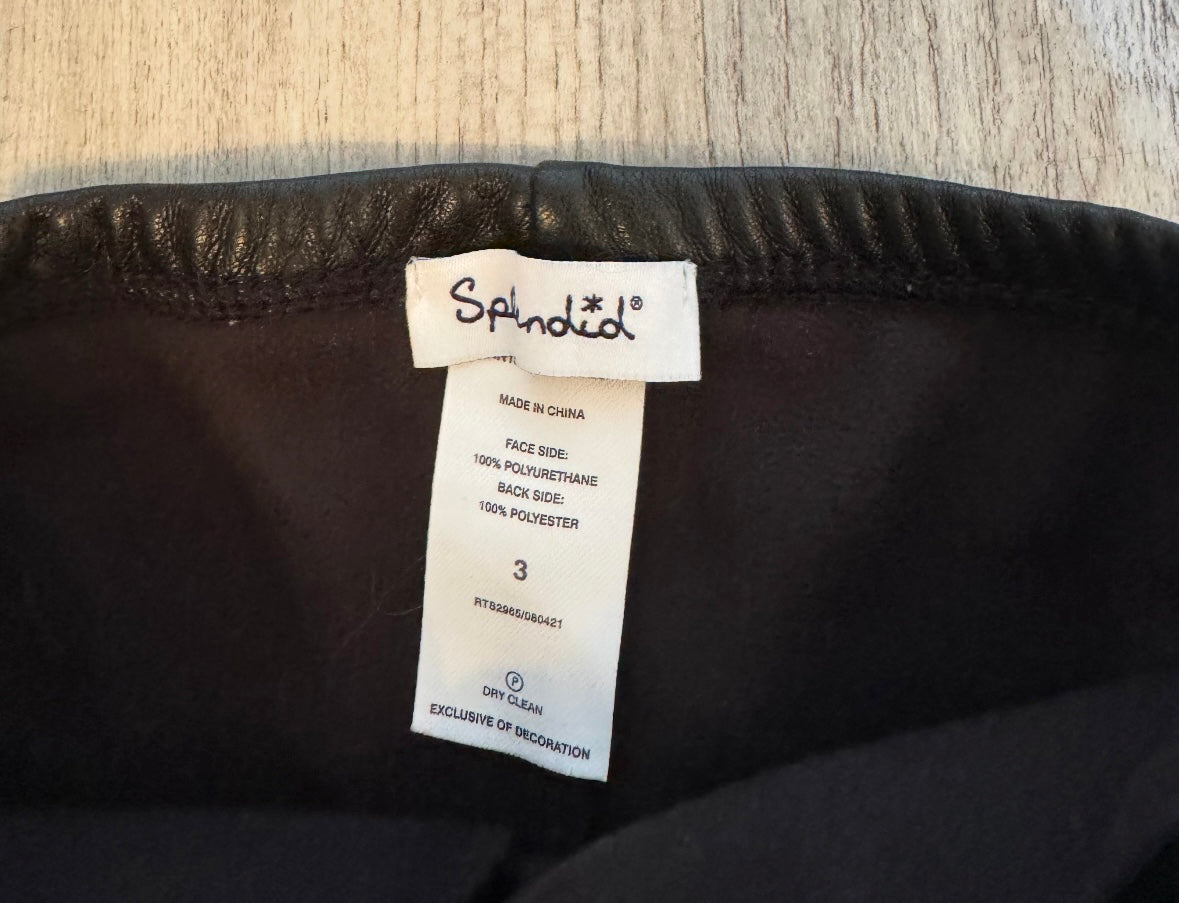 Splendid®
MADE IN CHINA
FACE SIDE:
100% POLYURETHANE
BACK SIDE:
100% POLYESTER
3
RTS2965/080421
P
DRY CLEAN
EXCLUSIVE OF DECORATION